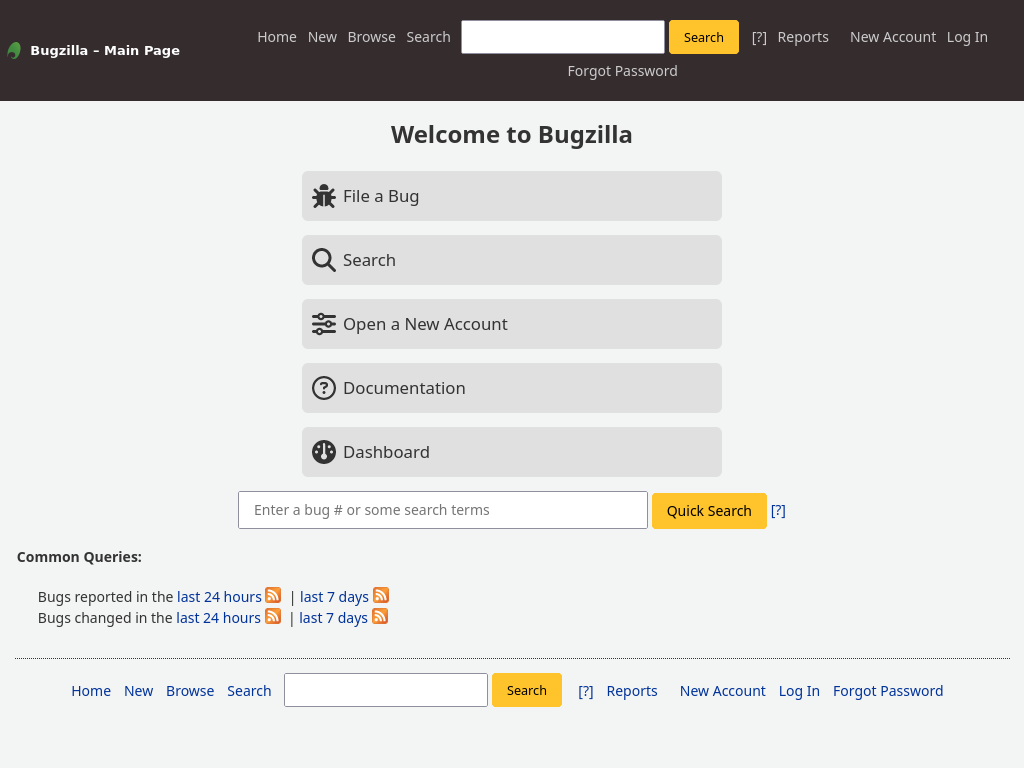 Bugzilla – Main Page
Home New Browse Search Search [?] Reports New Account Log In
Forgot Password
Welcome to Bugzilla
File a Bug
Search
Open a New Account
Documentation
Dashboard
Enter a bug # or some search terms Quick Search [?]
Common Queries:
Bugs reported in the last 24 hours | last 7 days
Bugs changed in the last 24 hours | last 7 days
Home New Browse Search Search [?] Reports New Account Log In Forgot Password